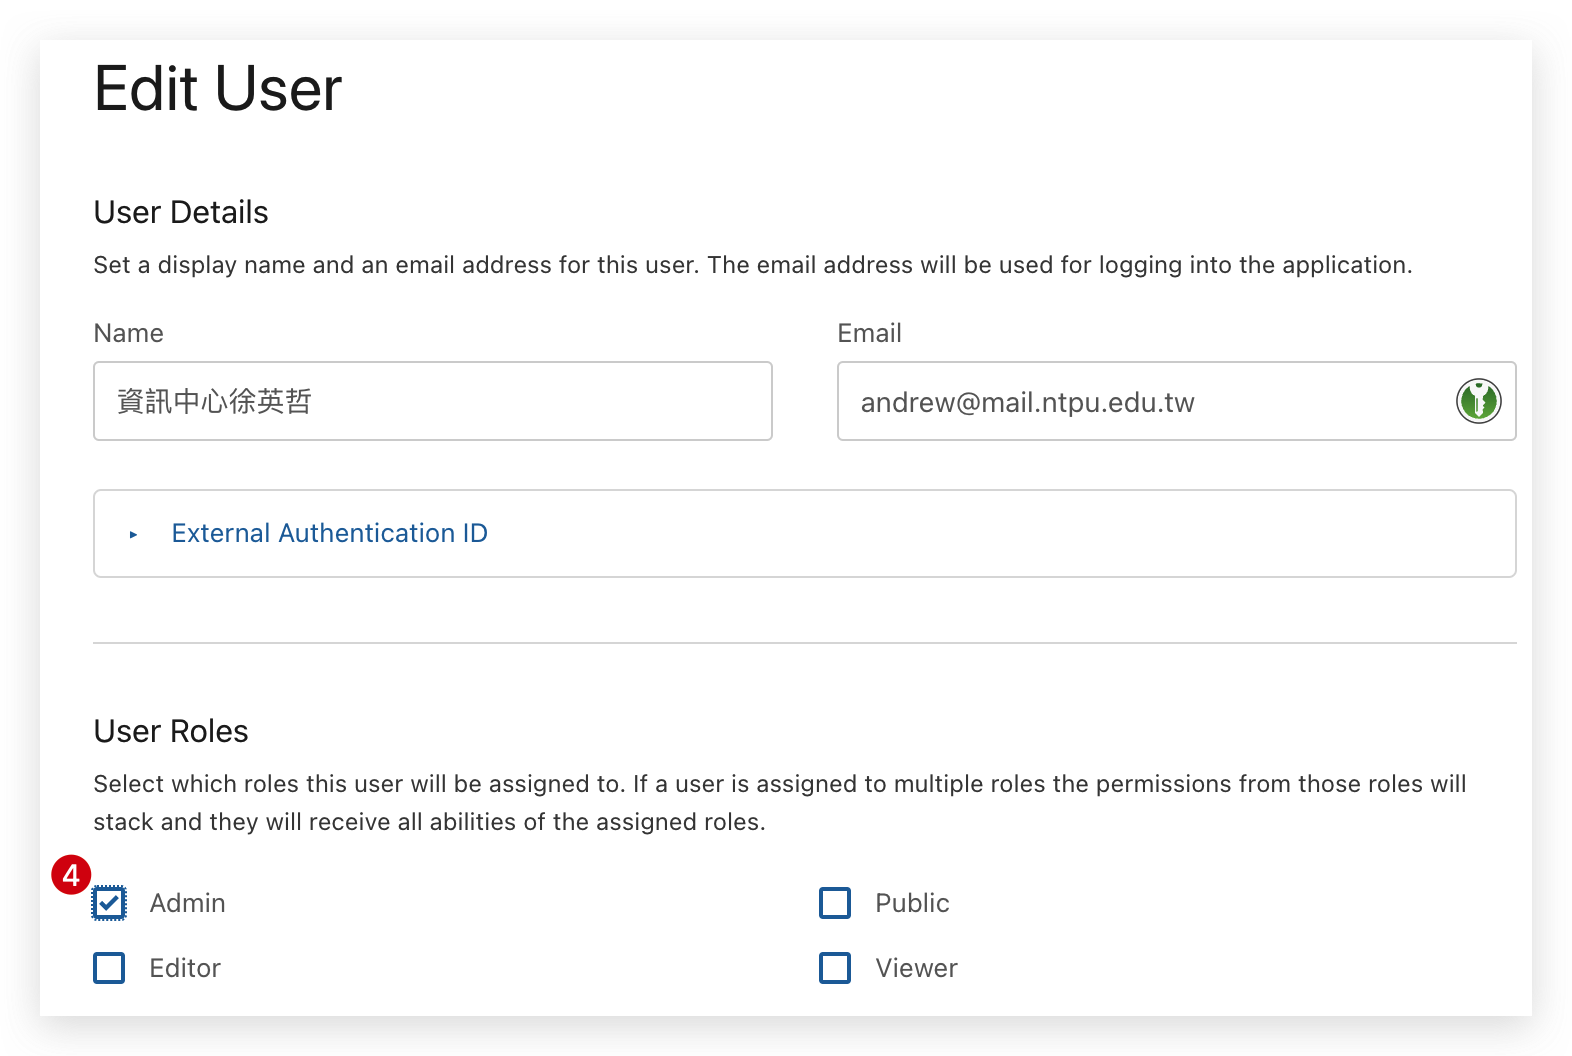 Edit User
User Details
Set a display name and an email address for this user. The email address will be used for logging into the application.
Name
Email
資訊中心徐英哲
andrew@mail.ntpu.edu.tw
External Authentication ID
User Roles
Select which roles this user will be assigned to. If a user is assigned to multiple roles the permissions from those roles will
stack and they will receive all abilities of the assigned roles.
4
Admin
Public
Editor
Viewer